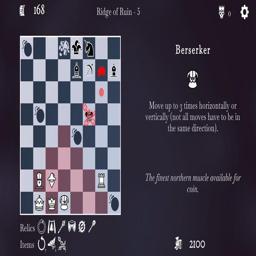 168
Ridge of Ruin - 5
0
Berserker
Move up to 3 times horizontally or
vertically (not all moves have to be in
the same direction).
The finest northern muscle available for
coin.
Relics
Items
2100